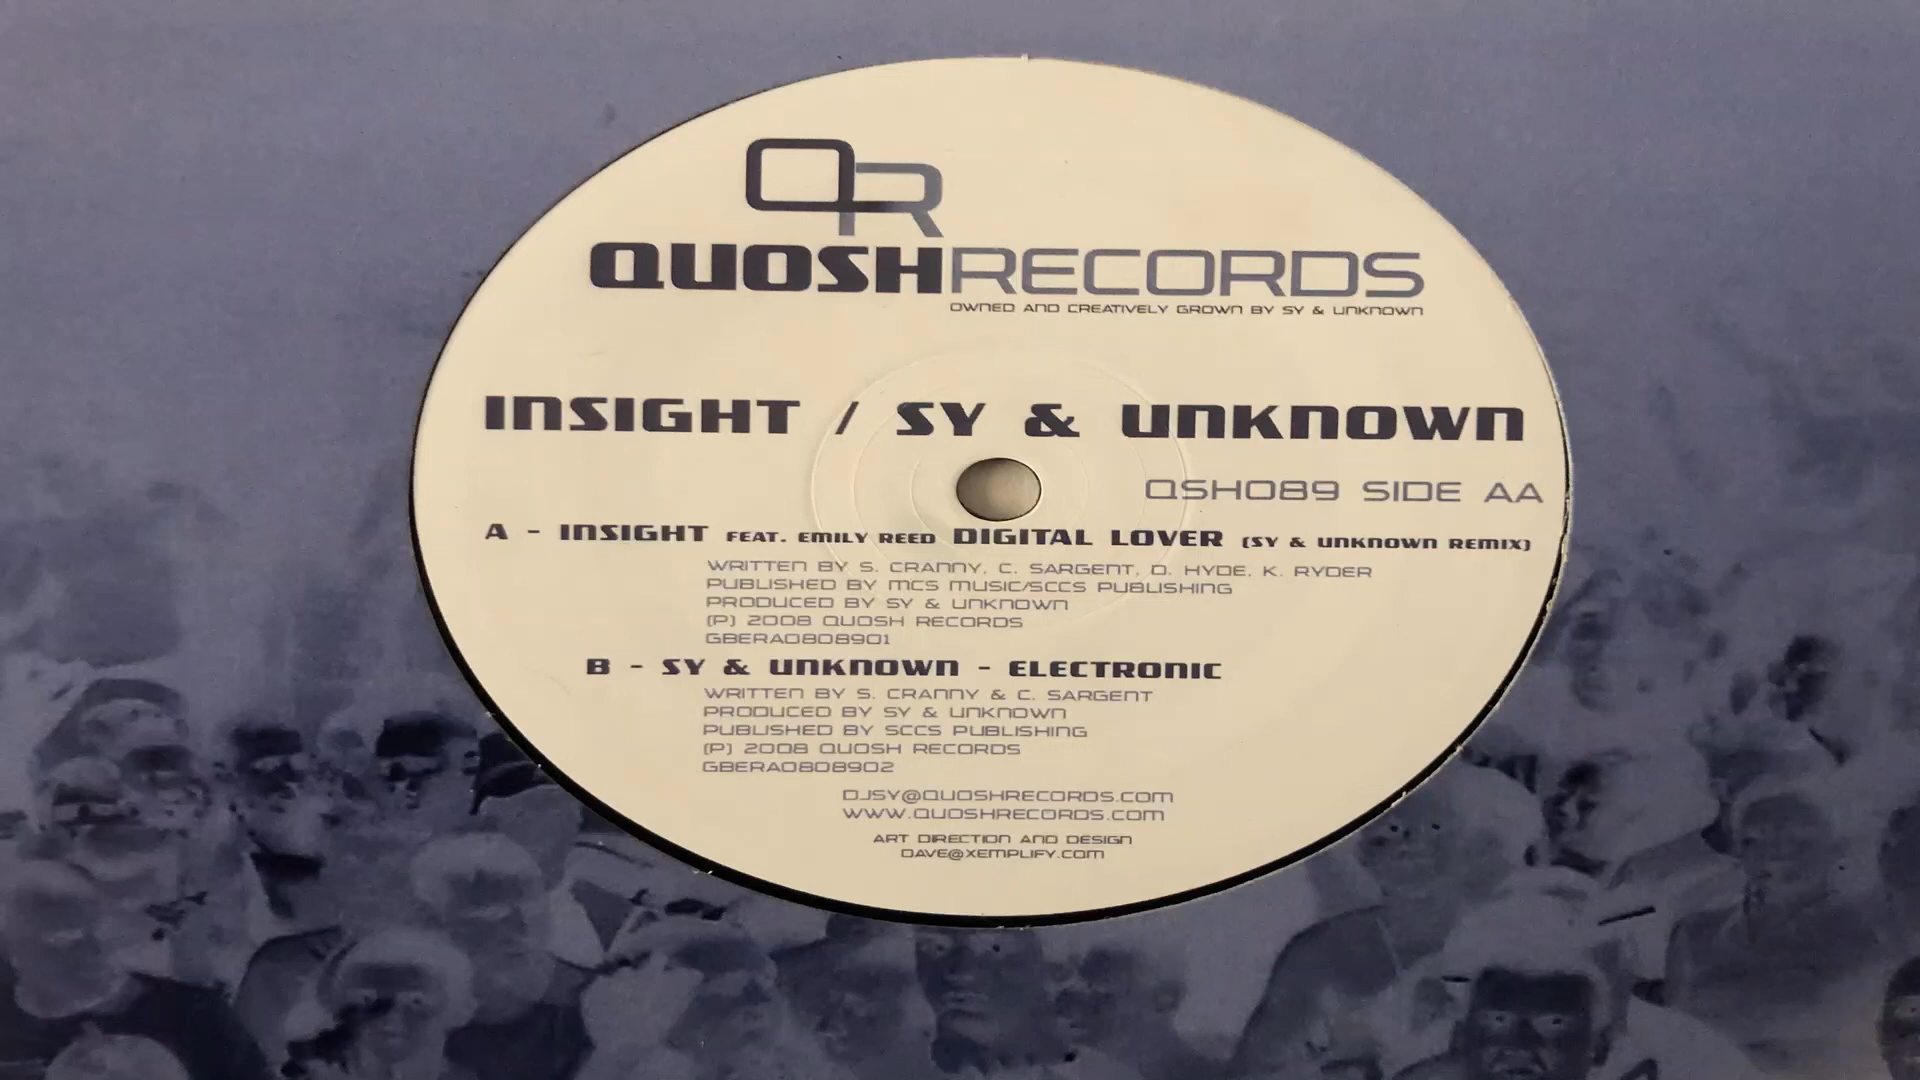 QR
QUOSHRECORDS
OWNED AND CREATIVELY GROWN BY SY & UNKNOWN
INSIGHT / SY & UNKNOWN
QSH089 SIDE AA
A - INSIGHT FEAT. EMILY REED DIGITAL LOVER (SY & UNKNOWN REMIX)
WRITTEN BY S. CRANNY, C. SARGENT, D. HYDE, K. RYDER
PUBLISHED BY MCS MUSIC/SCCS PUBLISHING
PRODUCED BY SY & UNKNOWN
(P) 2008 QUOSH RECORDS
GBERA0808901
B - SY & UNKNOWN - ELECTRONIC
WRITTEN BY S. CRANNY & C. SARGENT
PRODUCED BY SY & UNKNOWN
PUBLISHED BY SCCS PUBLISHING
(P) 2008 QUOSH RECORDS
GBERA0808902
DJSY@QUOSHRECORDS.COM
WWW.QUOSHRECORDS.COM
ART DIRECTION AND DESIGN
DAVE@XEMPLIFY.COM